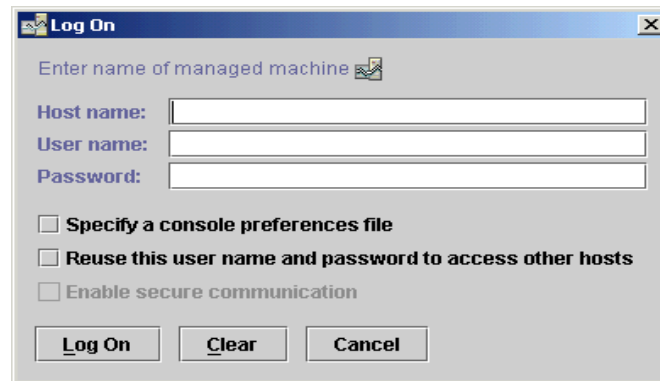 Log On
Enter name of managed machine
Host name:
User name:
Password:
Specify a console preferences file
Reuse this user name and password to access other hosts
Enable secure communication
Log On Clear Cancel